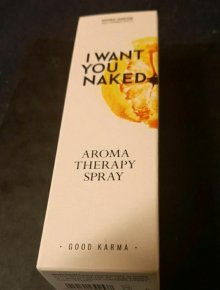 I WANT
YOU
NAKED
AROMA
THERAPY
SPRAY
· GOOD KARMA ·